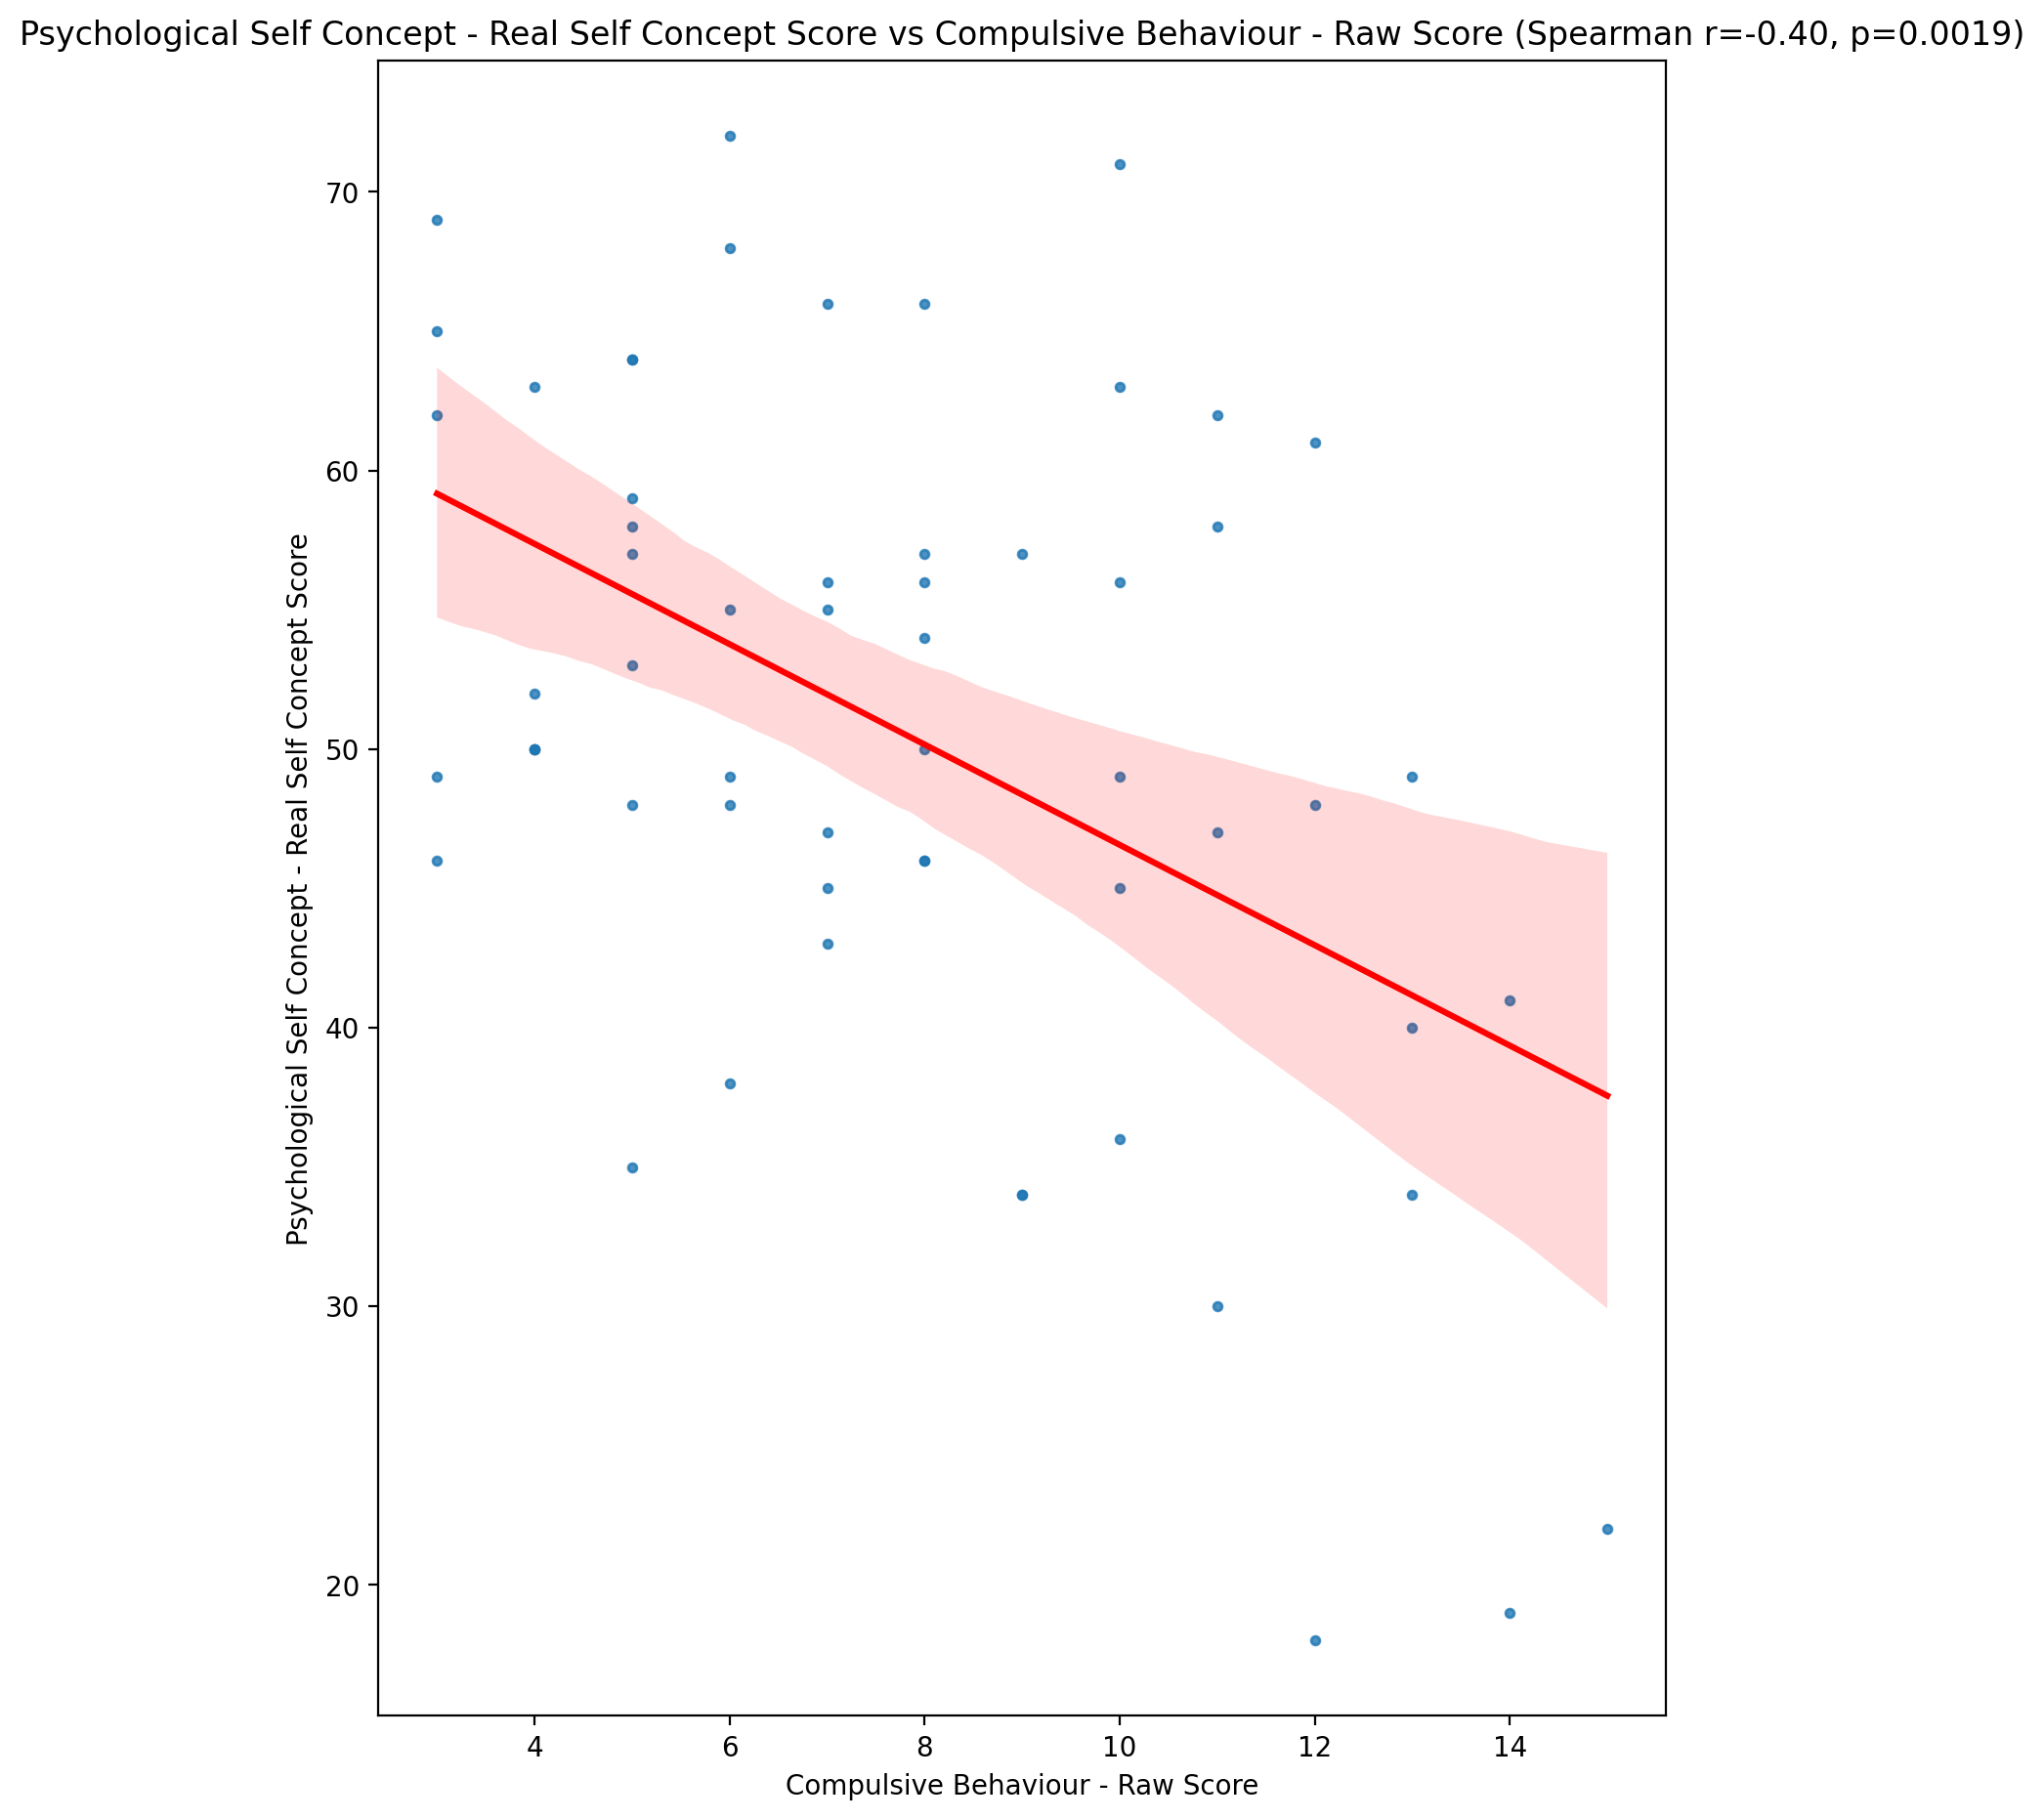 Psychological Self Concept - Real Self Concept Score vs Compulsive Behaviour - Raw Score (Spearman r=-0.40, p=0.0019)
Psychological Self Concept - Real Self Concept Score
70
60
50
40
30
20
4 6 8 10 12 14
Compulsive Behaviour - Raw Score